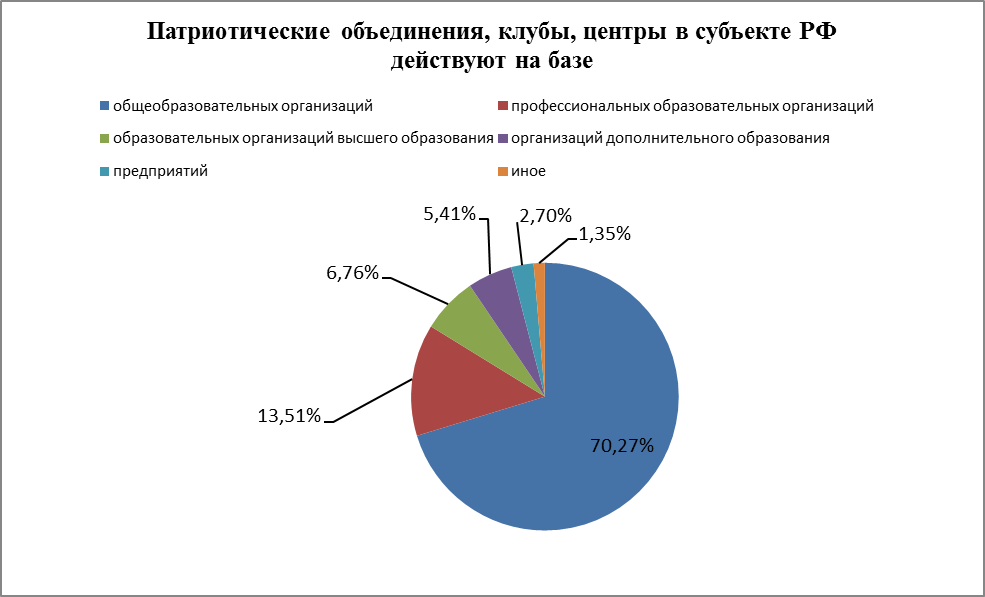 Патриотические объединения, клубы, центры в субъекте РФ
действуют на базе
общеобразовательных организаций
профессиональных образовательных организаций
образовательных организаций высшего образования
организаций дополнительного образования
предприятий
иное
5,41%
2,70%
1,35%
6,76%
13,51%
70,27%